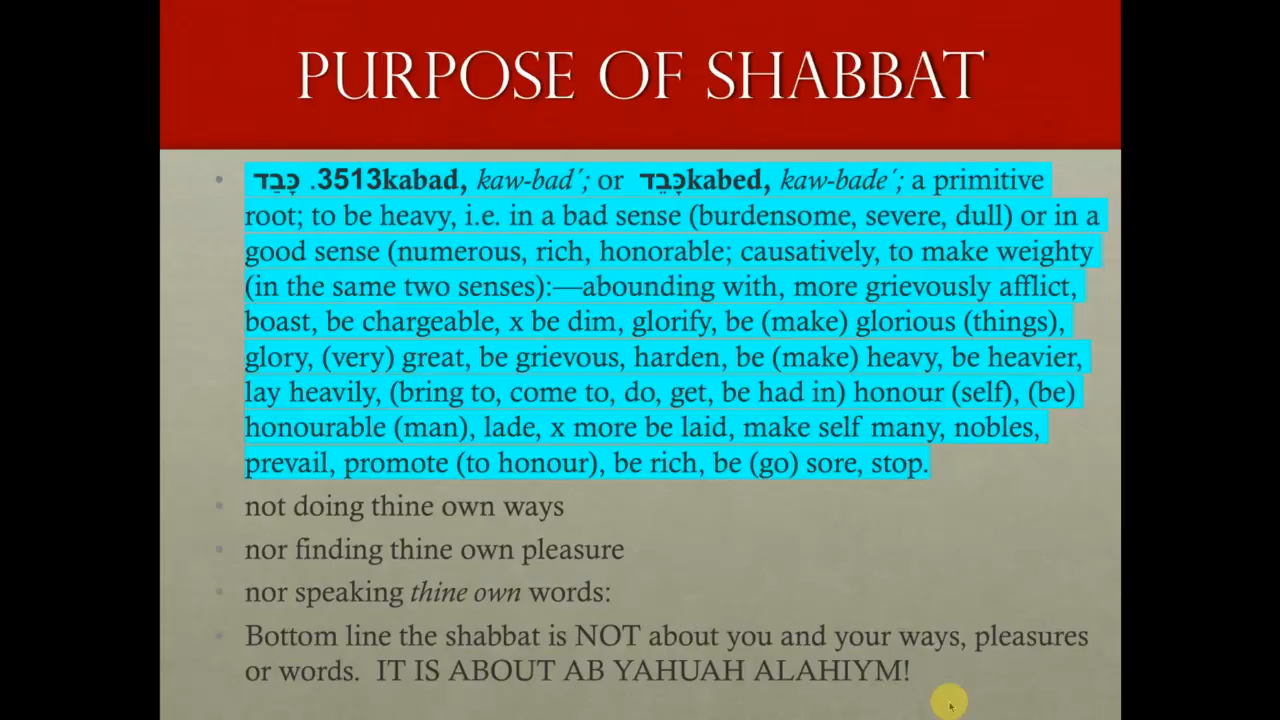 PURPOSE OF SHABBAT
• כָּבַד .3513kabad, kaw-bad´; or כָּבֵדkabed, kaw-bade´; a primitive
root; to be heavy, i.e. in a bad sense (burdensome, severe, dull) or in a
good sense (numerous, rich, honorable; causatively, to make weighty
(in the same two senses):—abounding with, more grievously afflict,
boast, be chargeable, x be dim, glorify, be (make) glorious (things),
glory, (very) great, be grievous, harden, be (make) heavy, be heavier,
lay heavily, (bring to, come to, do, get, be had in) honour (self), (be)
honourable (man), lade, x more be laid, make self many, nobles,
prevail, promote (to honour), be rich, be (go) sore, stop.
• not doing thine own ways
• nor finding thine own pleasure
• nor speaking thine own words:
• Bottom line the shabbat is NOT about you and your ways, pleasures
or words. IT IS ABOUT AB YAHUAH ALAHIYM!